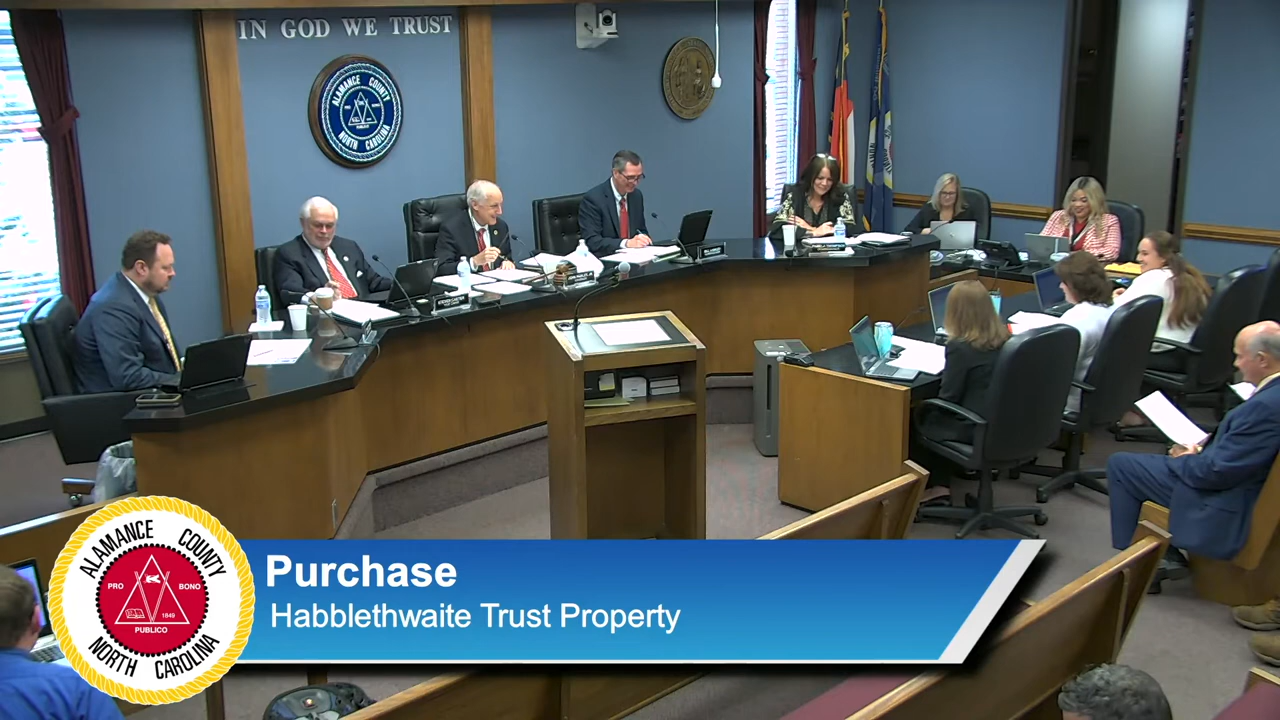 IN GOD WE TRUST
ALAMANCE COUNTY
NORTH CAROLINA
Purchase
Habblethwaite Trust Property
ALAMANCE COUNTY
PRO BONO
1849
PUBLICO
NORTH CAROLINA